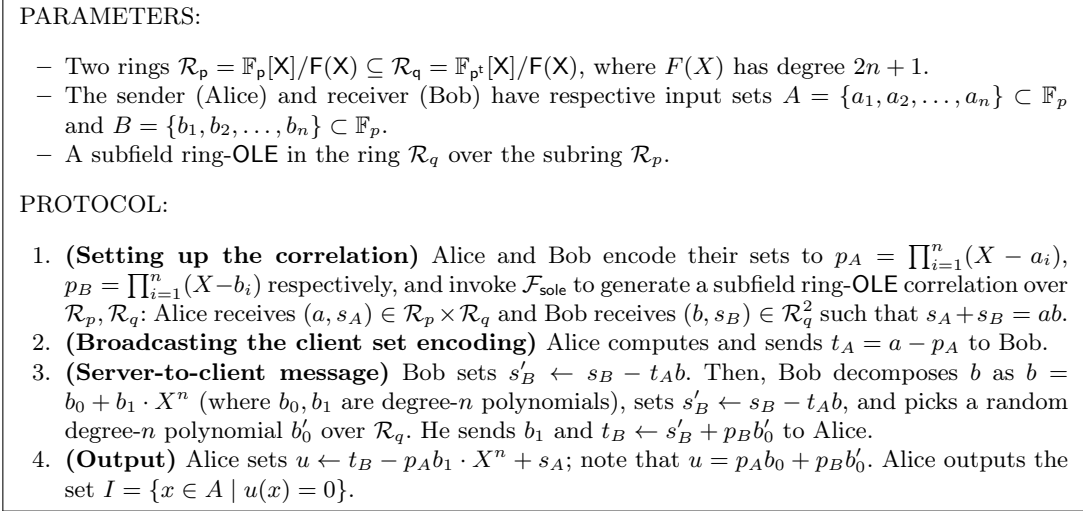 PARAMETERS:
– Two rings R_p = F_p[X]/F(X) ⊆ R_q = F_{p^t}[X]/F(X), where F(X) has degree 2n + 1.
– The sender (Alice) and receiver (Bob) have respective input sets A = {a_1, a_2, . . . , a_n} ⊂ F_p
and B = {b_1, b_2, . . . , b_n} ⊂ F_p.
– A subfield ring-OLE in the ring R_q over the subring R_p.
PROTOCOL:
1. (Setting up the correlation) Alice and Bob encode their sets to p_A = ∏_{i=1}^n (X − a_i),
p_B = ∏_{i=1}^n (X−b_i) respectively, and invoke F_sole to generate a subfield ring-OLE correlation over
R_p, R_q: Alice receives (a, s_A) ∈ R_p × R_q and Bob receives (b, s_B) ∈ R_q^2 such that s_A + s_B = ab.
2. (Broadcasting the client set encoding) Alice computes and sends t_A = a − p_A to Bob.
3. (Server-to-client message) Bob sets s'_B ← s_B − t_A b. Then, Bob decomposes b as b =
b_0 + b_1 · X^n (where b_0, b_1 are degree-n polynomials), sets s'_B ← s_B − t_A b, and picks a random
degree-n polynomial b'_0 over R_q. He sends b_1 and t_B ← s'_B + p_B b'_0 to Alice.
4. (Output) Alice sets u ← t_B − p_A b_1 · X^n + s_A; note that u = p_A b_0 + p_B b'_0. Alice outputs the
set I = {x ∈ A | u(x) = 0}.